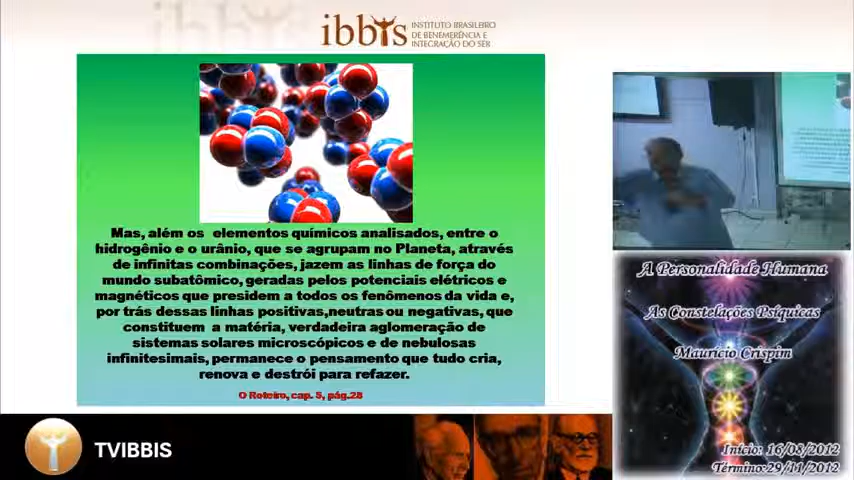 ibbis
INSTITUTO BRASILEIRO
DE BENEMERÊNCIA E
INTEGRAÇÃO DO SER
Mas, além os elementos químicos analisados, entre o
hidrogênio e o urânio, que se agrupam no Planeta, através
de infinitas combinações, jazem as linhas de força do
mundo subatômico, geradas pelos potenciais elétricos e
magnéticos que presidem a todos os fenômenos da vida e,
por trás dessas linhas positivas,neutras ou negativas, que
constituem a matéria, verdadeira aglomeração de
sistemas solares microscópicos e de nebulosas
infinitesimais, permanece o pensamento que tudo cria,
renova e destrói para refazer.
O Roteiro, cap. 5, pág.28
A Personalidade Humana
As Constelações Psíquicas
Maurício Crispim
Início: 16/08/2012
Término:29/11/2012
TVIBBIS